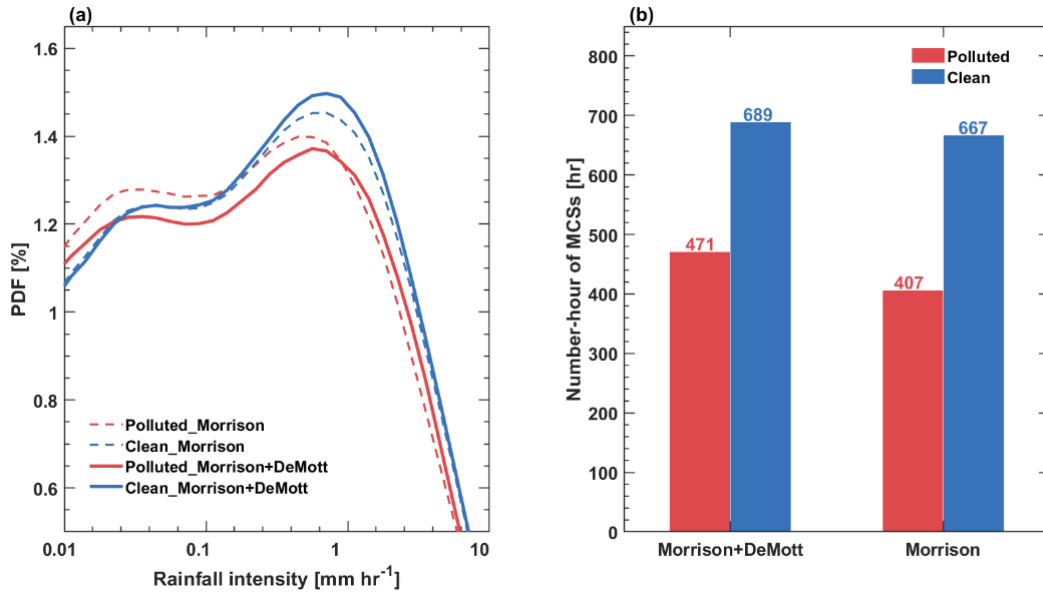 (a)
1.6
1.4
1.2
1
0.8
0.6
PDF [%]
Polluted_Morrison
Clean_Morrison
Polluted_Morrison+DeMott
Clean_Morrison+DeMott
0.01 0.1 1 10
Rainfall intensity [mm hr⁻¹]
(b)
800
700
600
500
400
300
200
100
0
Number-hour of MCSs [hr]
Polluted
Clean
689
667
471
407
Morrison+DeMott Morrison